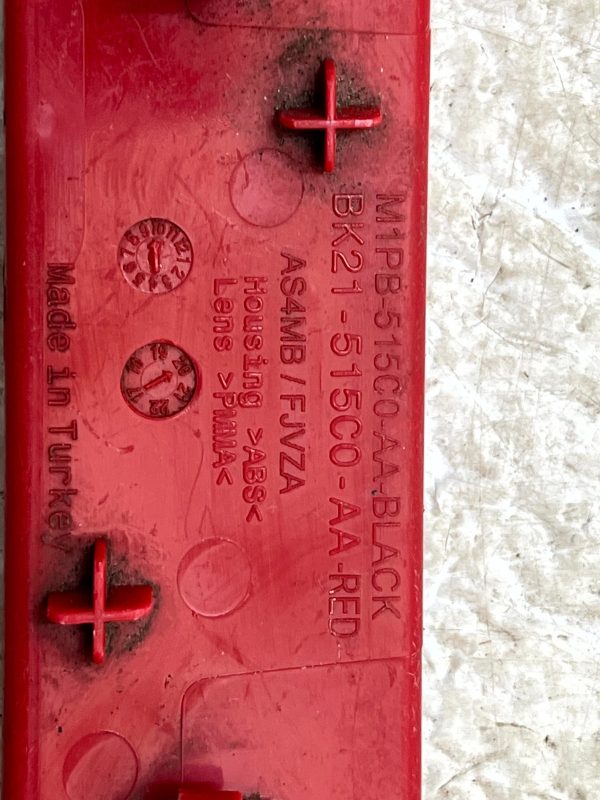 M1PB-515C0-AA-BLACK
BK21-515C0-AA-RED
AS4MB/FJVZA
Housing >ABS<
Lens >PMMA<
Made in Turkey